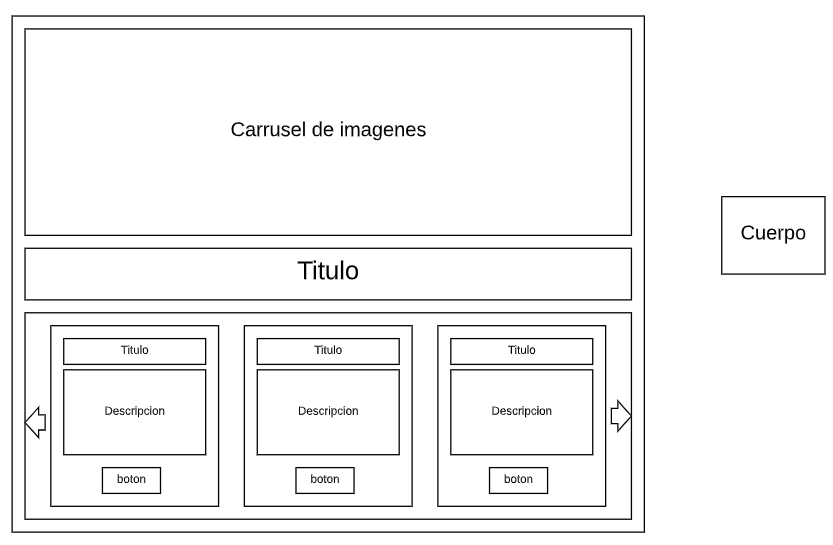 Carrusel de imagenes
Cuerpo
Titulo
Titulo
Titulo
Titulo
Descripcion
Descripcion
Descripcion
boton
boton
boton